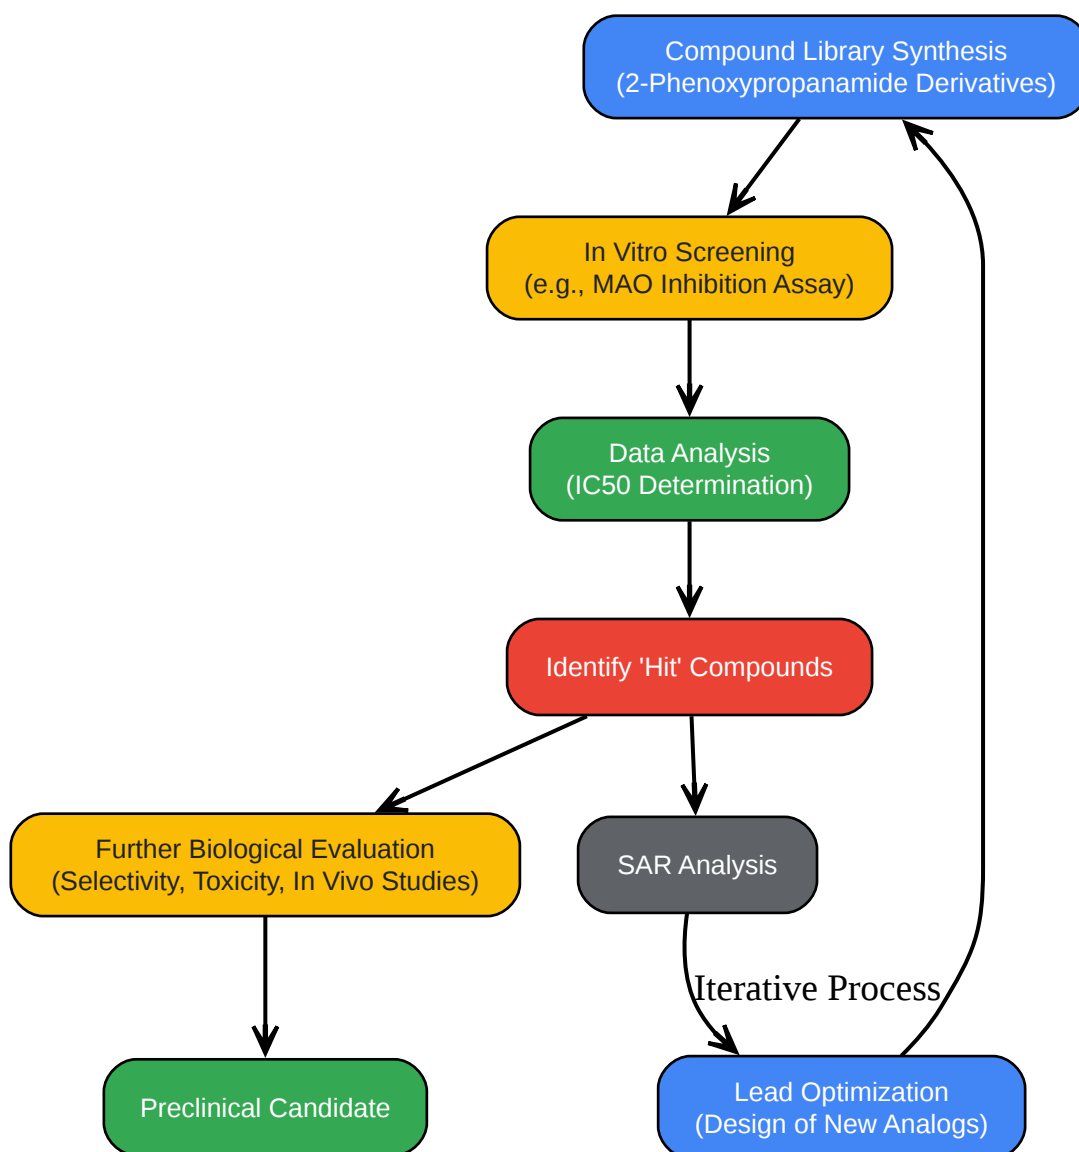 Compound Library Synthesis
(2-Phenoxypropanamide Derivatives)
In Vitro Screening
(e.g., MAO Inhibition Assay)
Data Analysis
(IC50 Determination)
Identify 'Hit' Compounds
Further Biological Evaluation
(Selectivity, Toxicity, In Vivo Studies)
SAR Analysis
Iterative Process
Preclinical Candidate
Lead Optimization
(Design of New Analogs)